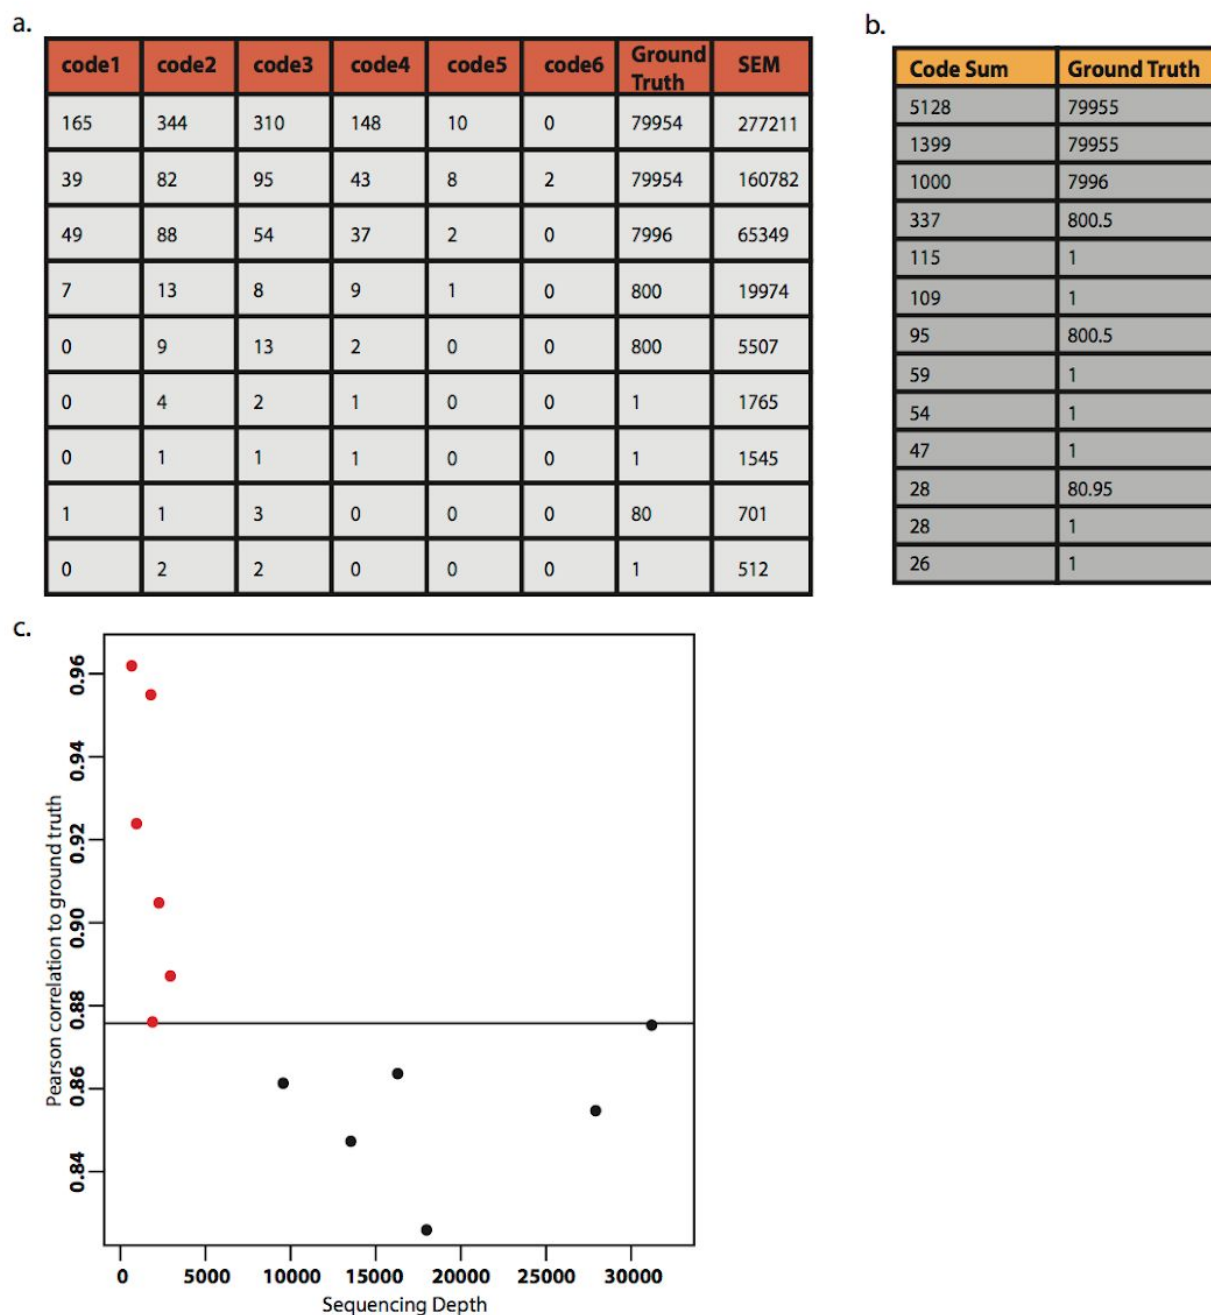 a.
code1 code2 code3 code4 code5 code6 Ground Truth SEM
165 344 310 148 10 0 79954 277211
39 82 95 43 8 2 79954 160782
49 88 54 37 2 0 7996 65349
7 13 8 9 1 0 800 19974
0 9 13 2 0 0 800 5507
0 4 2 1 0 0 1 1765
0 1 1 1 0 0 1 1545
1 1 3 0 0 0 80 701
0 2 2 0 0 0 1 512
b.
Code Sum Ground Truth
5128 79955
1399 79955
1000 7996
337 800.5
115 1
109 1
95 800.5
59 1
54 1
47 1
28 80.95
28 1
26 1
c.
Pearson correlation to ground truth
0.96
0.94
0.92
0.90
0.88
0.86
0.84
0 5000 10000 15000 20000 25000 30000
Sequencing Depth